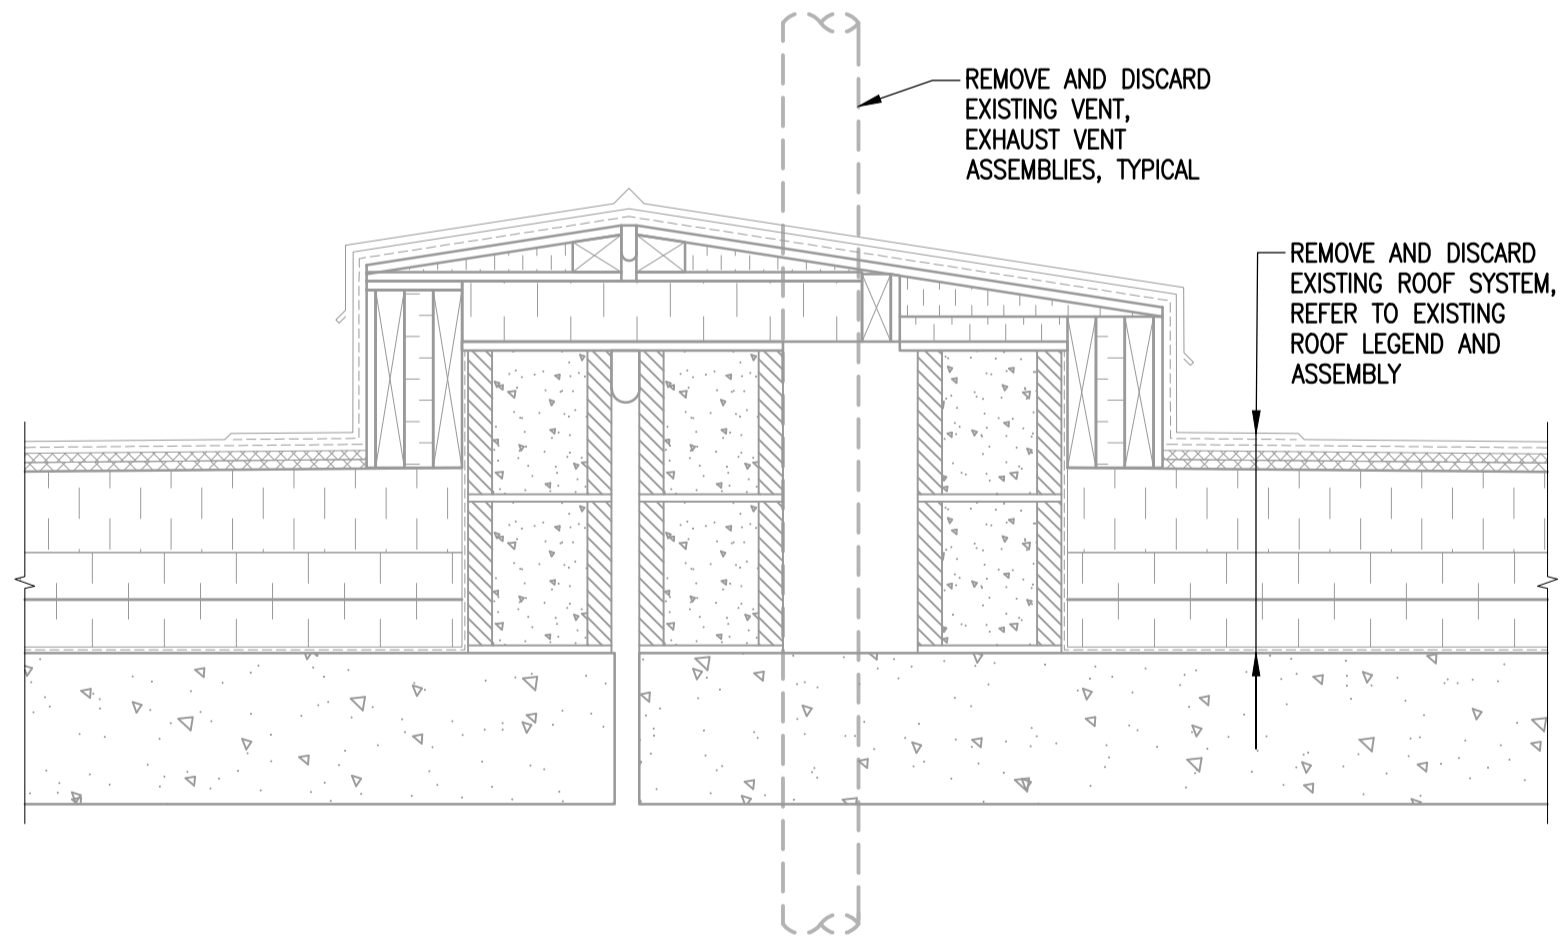 REMOVE AND DISCARD
EXISTING VENT,
EXHAUST VENT
ASSEMBLIES, TYPICAL
REMOVE AND DISCARD
EXISTING ROOF SYSTEM,
REFER TO EXISTING
ROOF LEGEND AND
ASSEMBLY